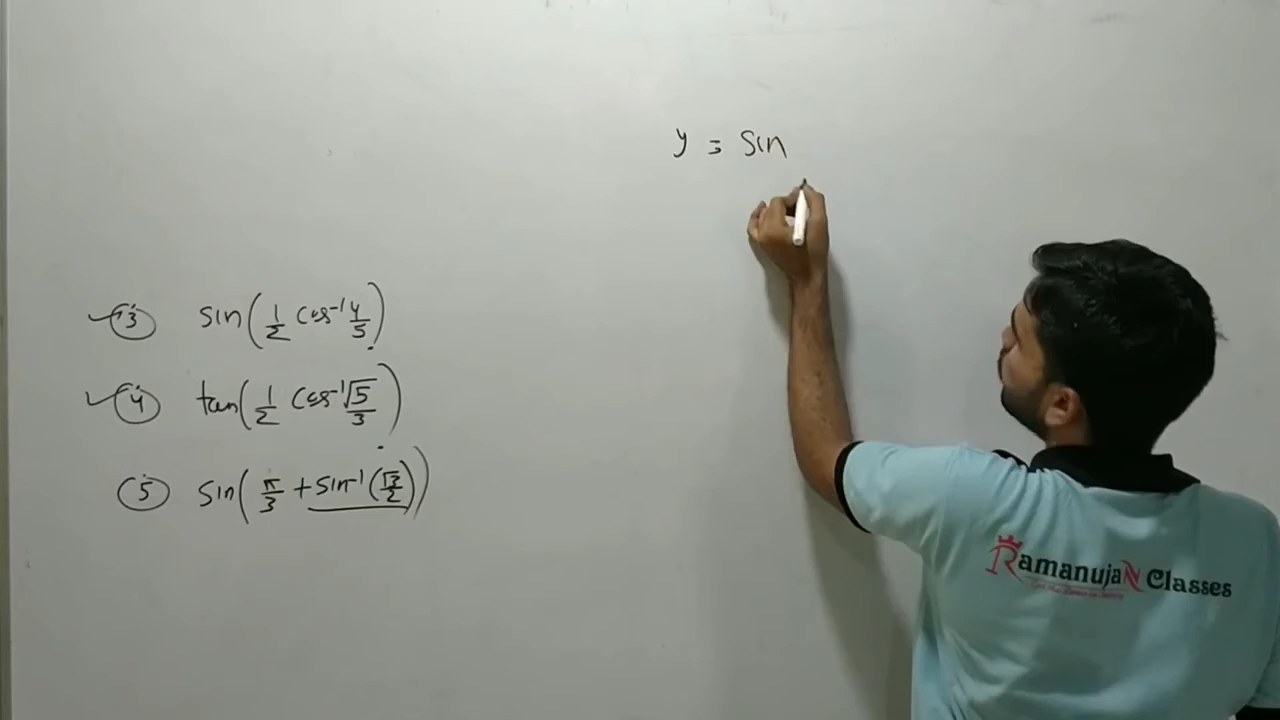 y = sin
3 sin(1/2 cos⁻¹ 4/5)
4 tan(1/2 cos⁻¹ √5/3)
5 sin(π/3 + sin⁻¹(√3/2))
Ramanujan Classes